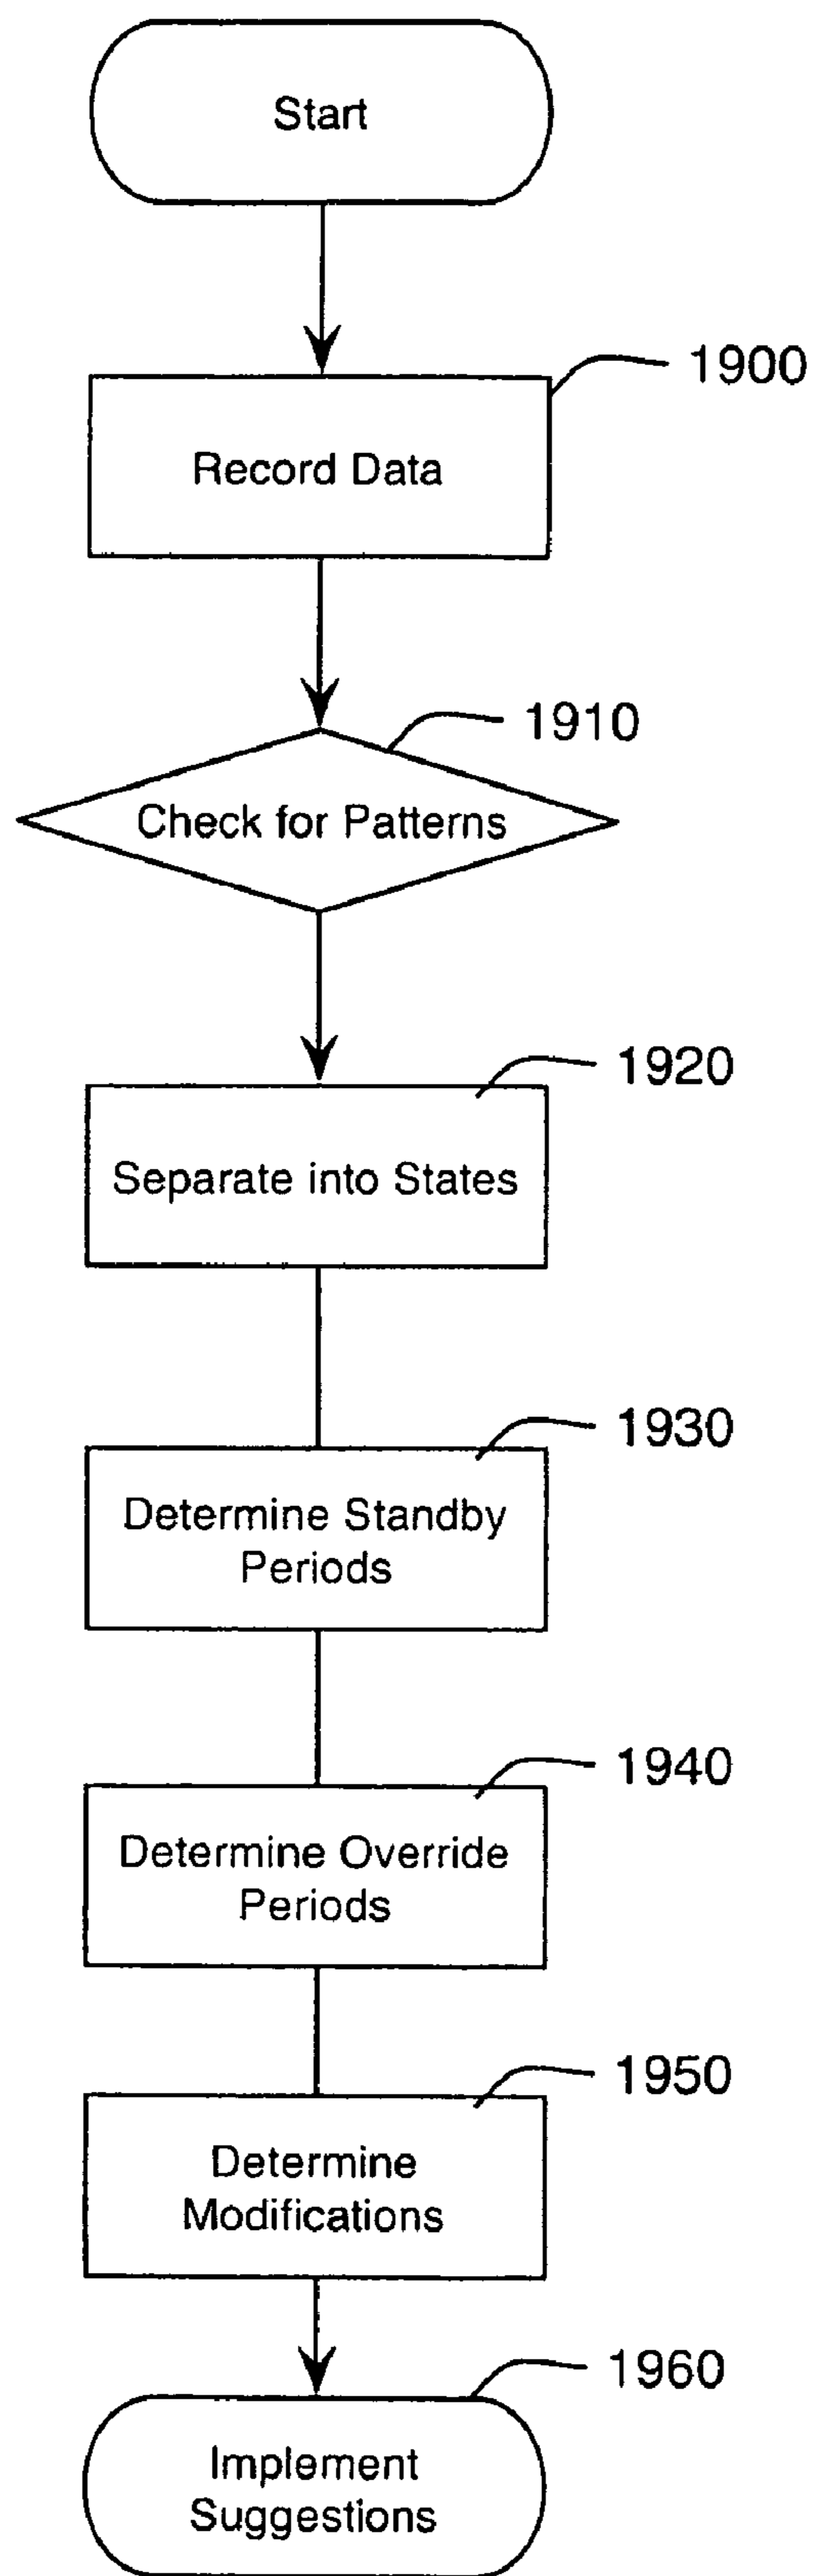 Start
1900
Record Data
1910
Check for Patterns
1920
Separate into States
1930
Determine Standby
Periods
1940
Determine Override
Periods
1950
Determine
Modifications
1960
Implement
Suggestions